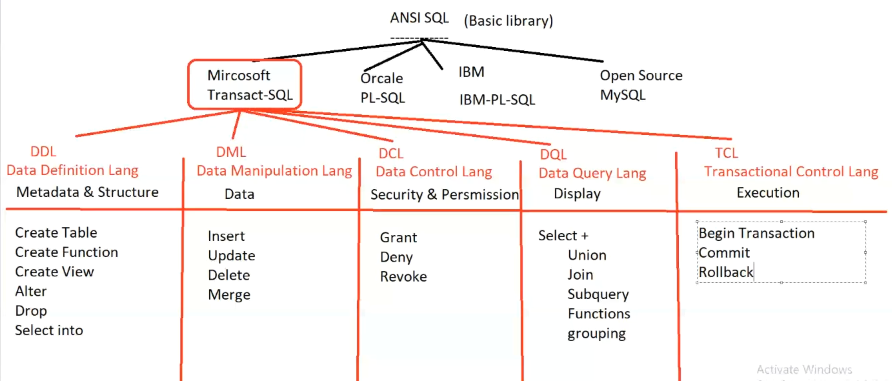 ANSI SQL (Basic library)
Mircosoft
Transact-SQL
Orcale
PL-SQL
IBM
IBM-PL-SQL
Open Source
MySQL
DDL
Data Definition Lang
Metadata & Structure
DML
Data Manipulation Lang
Data
DCL
Data Control Lang
Security & Persmission
DQL
Data Query Lang
Display
TCL
Transactional Control Lang
Execution
Create Table
Create Function
Create View
Alter
Drop
Select into
Insert
Update
Delete
Merge
Grant
Deny
Revoke
Select +
Union
Join
Subquery
Functions
grouping
Begin Transaction
Commit
Rollback
Activate Windows